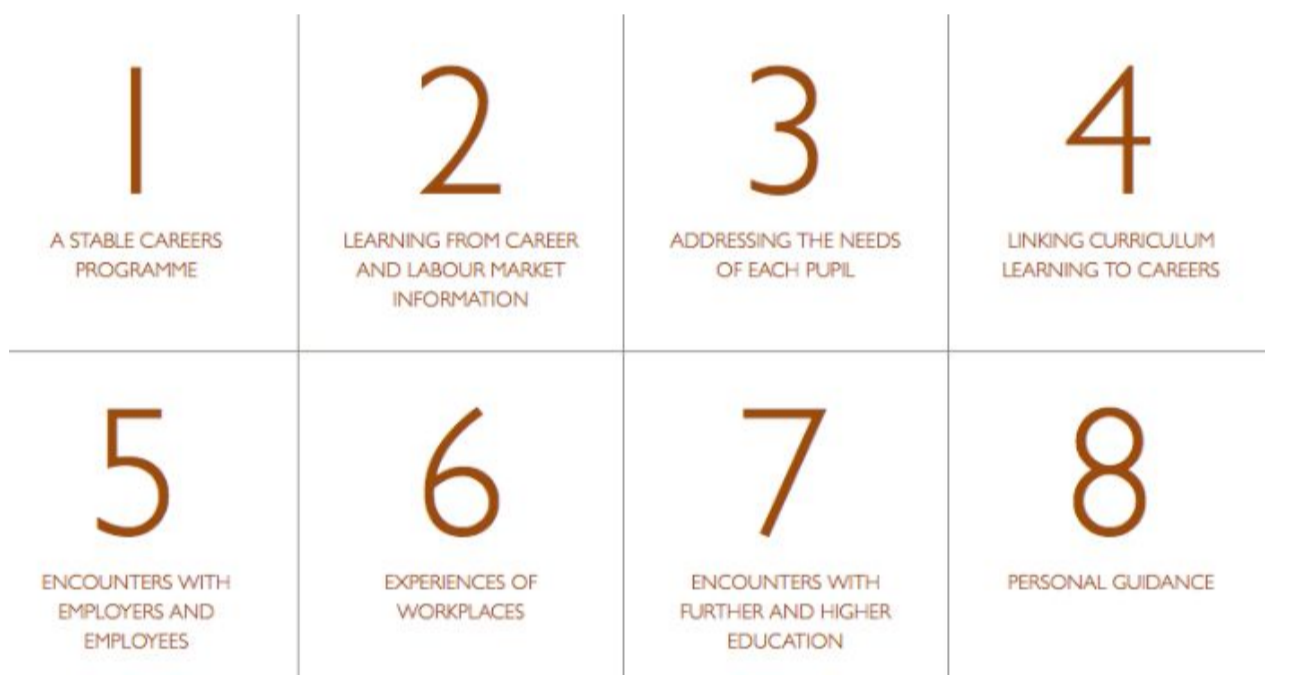 1
A STABLE CAREERS
PROGRAMME
2
LEARNING FROM CAREER
AND LABOUR MARKET
INFORMATION
3
ADDRESSING THE NEEDS
OF EACH PUPIL
4
LINKING CURRICULUM
LEARNING TO CAREERS
5
ENCOUNTERS WITH
EMPLOYERS AND
EMPLOYEES
6
EXPERIENCES OF
WORKPLACES
7
ENCOUNTERS WITH
FURTHER AND HIGHER
EDUCATION
8
PERSONAL GUIDANCE